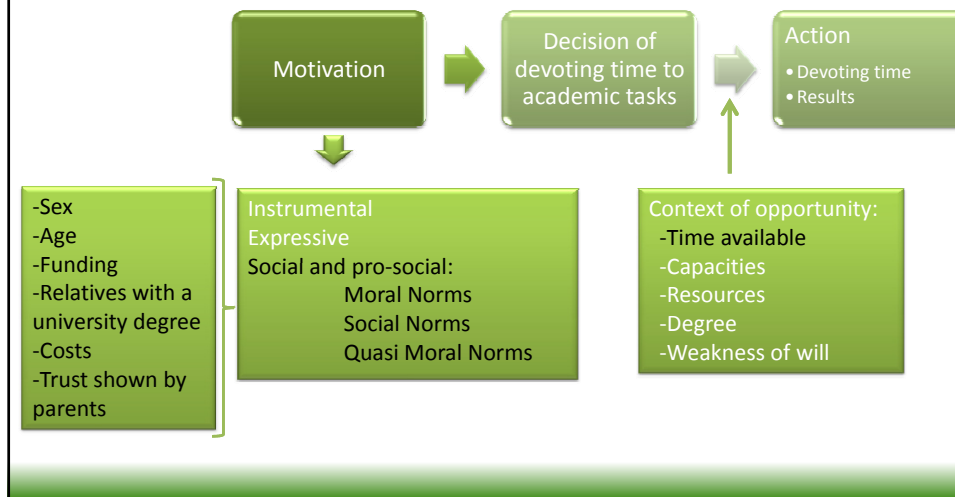 Motivation
Decision of
devoting time to
academic tasks
Action
• Devoting time
• Results
-Sex
-Age
-Funding
-Relatives with a
university degree
-Costs
-Trust shown by
parents
Instrumental
Expressive
Social and pro-social:
Moral Norms
Social Norms
Quasi Moral Norms
Context of opportunity:
-Time available
-Capacities
-Resources
-Degree
-Weakness of will